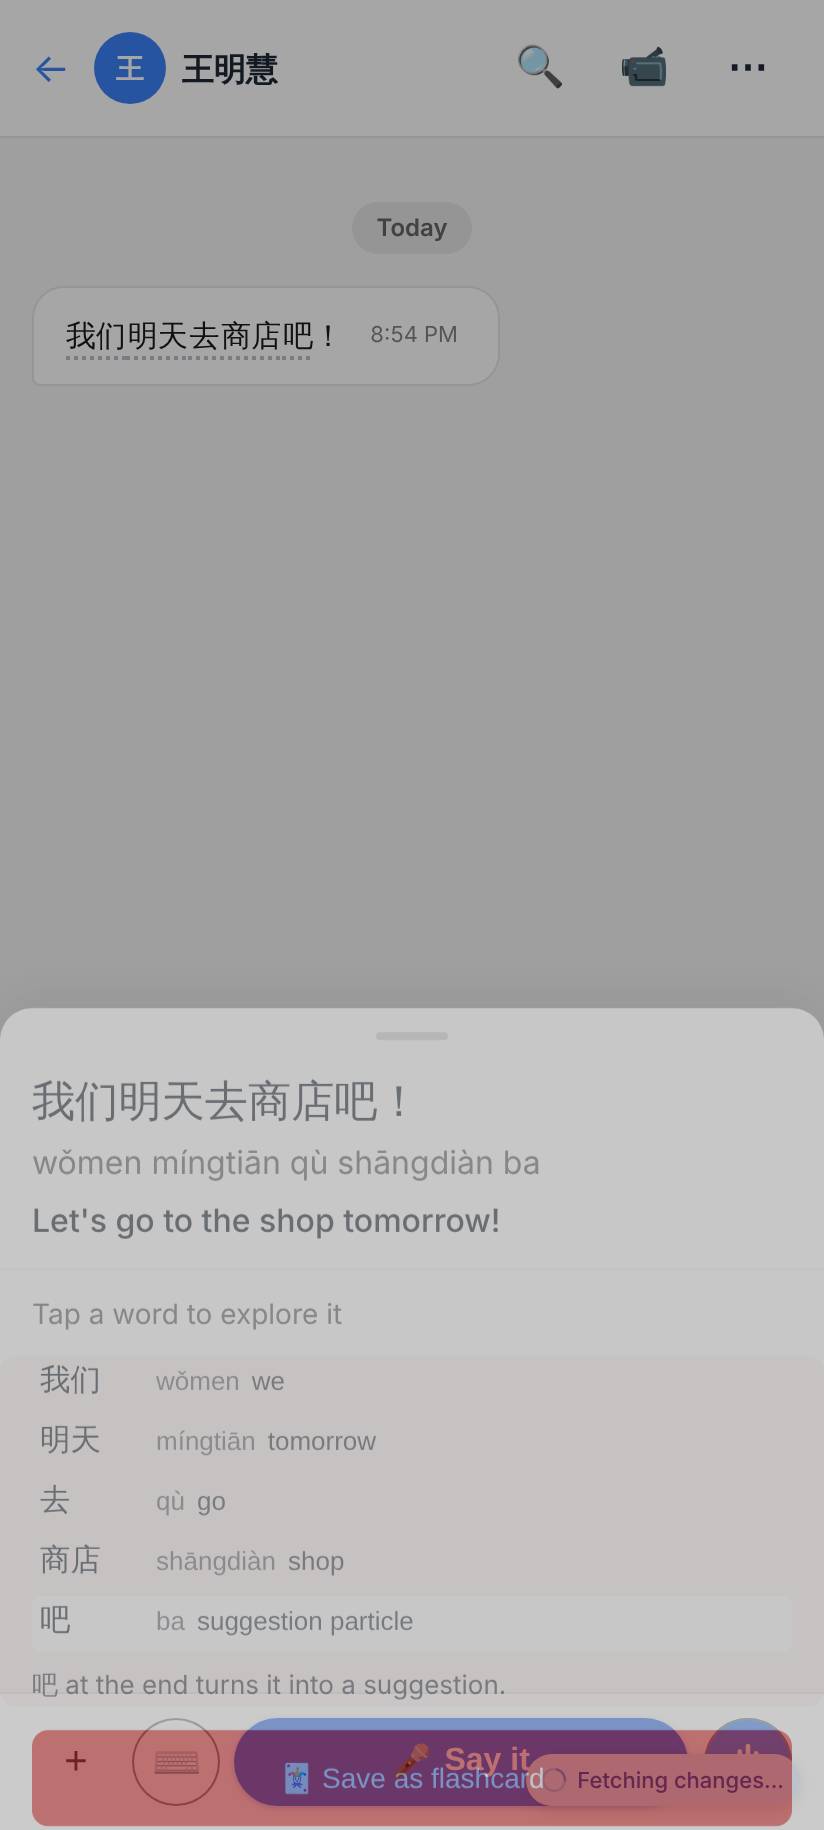 王 王明慧
Today
我们明天去商店吧！ 8:54 PM
我们明天去商店吧！
wǒmen míngtiān qù shāngdiàn ba
Let's go to the shop tomorrow!
Tap a word to explore it
我们 wǒmen we
明天 míngtiān tomorrow
去 qù go
商店 shāngdiàn shop
吧 ba suggestion particle
吧 at the end turns it into a suggestion.
+ Say it
Save as flashcard
Fetching changes...